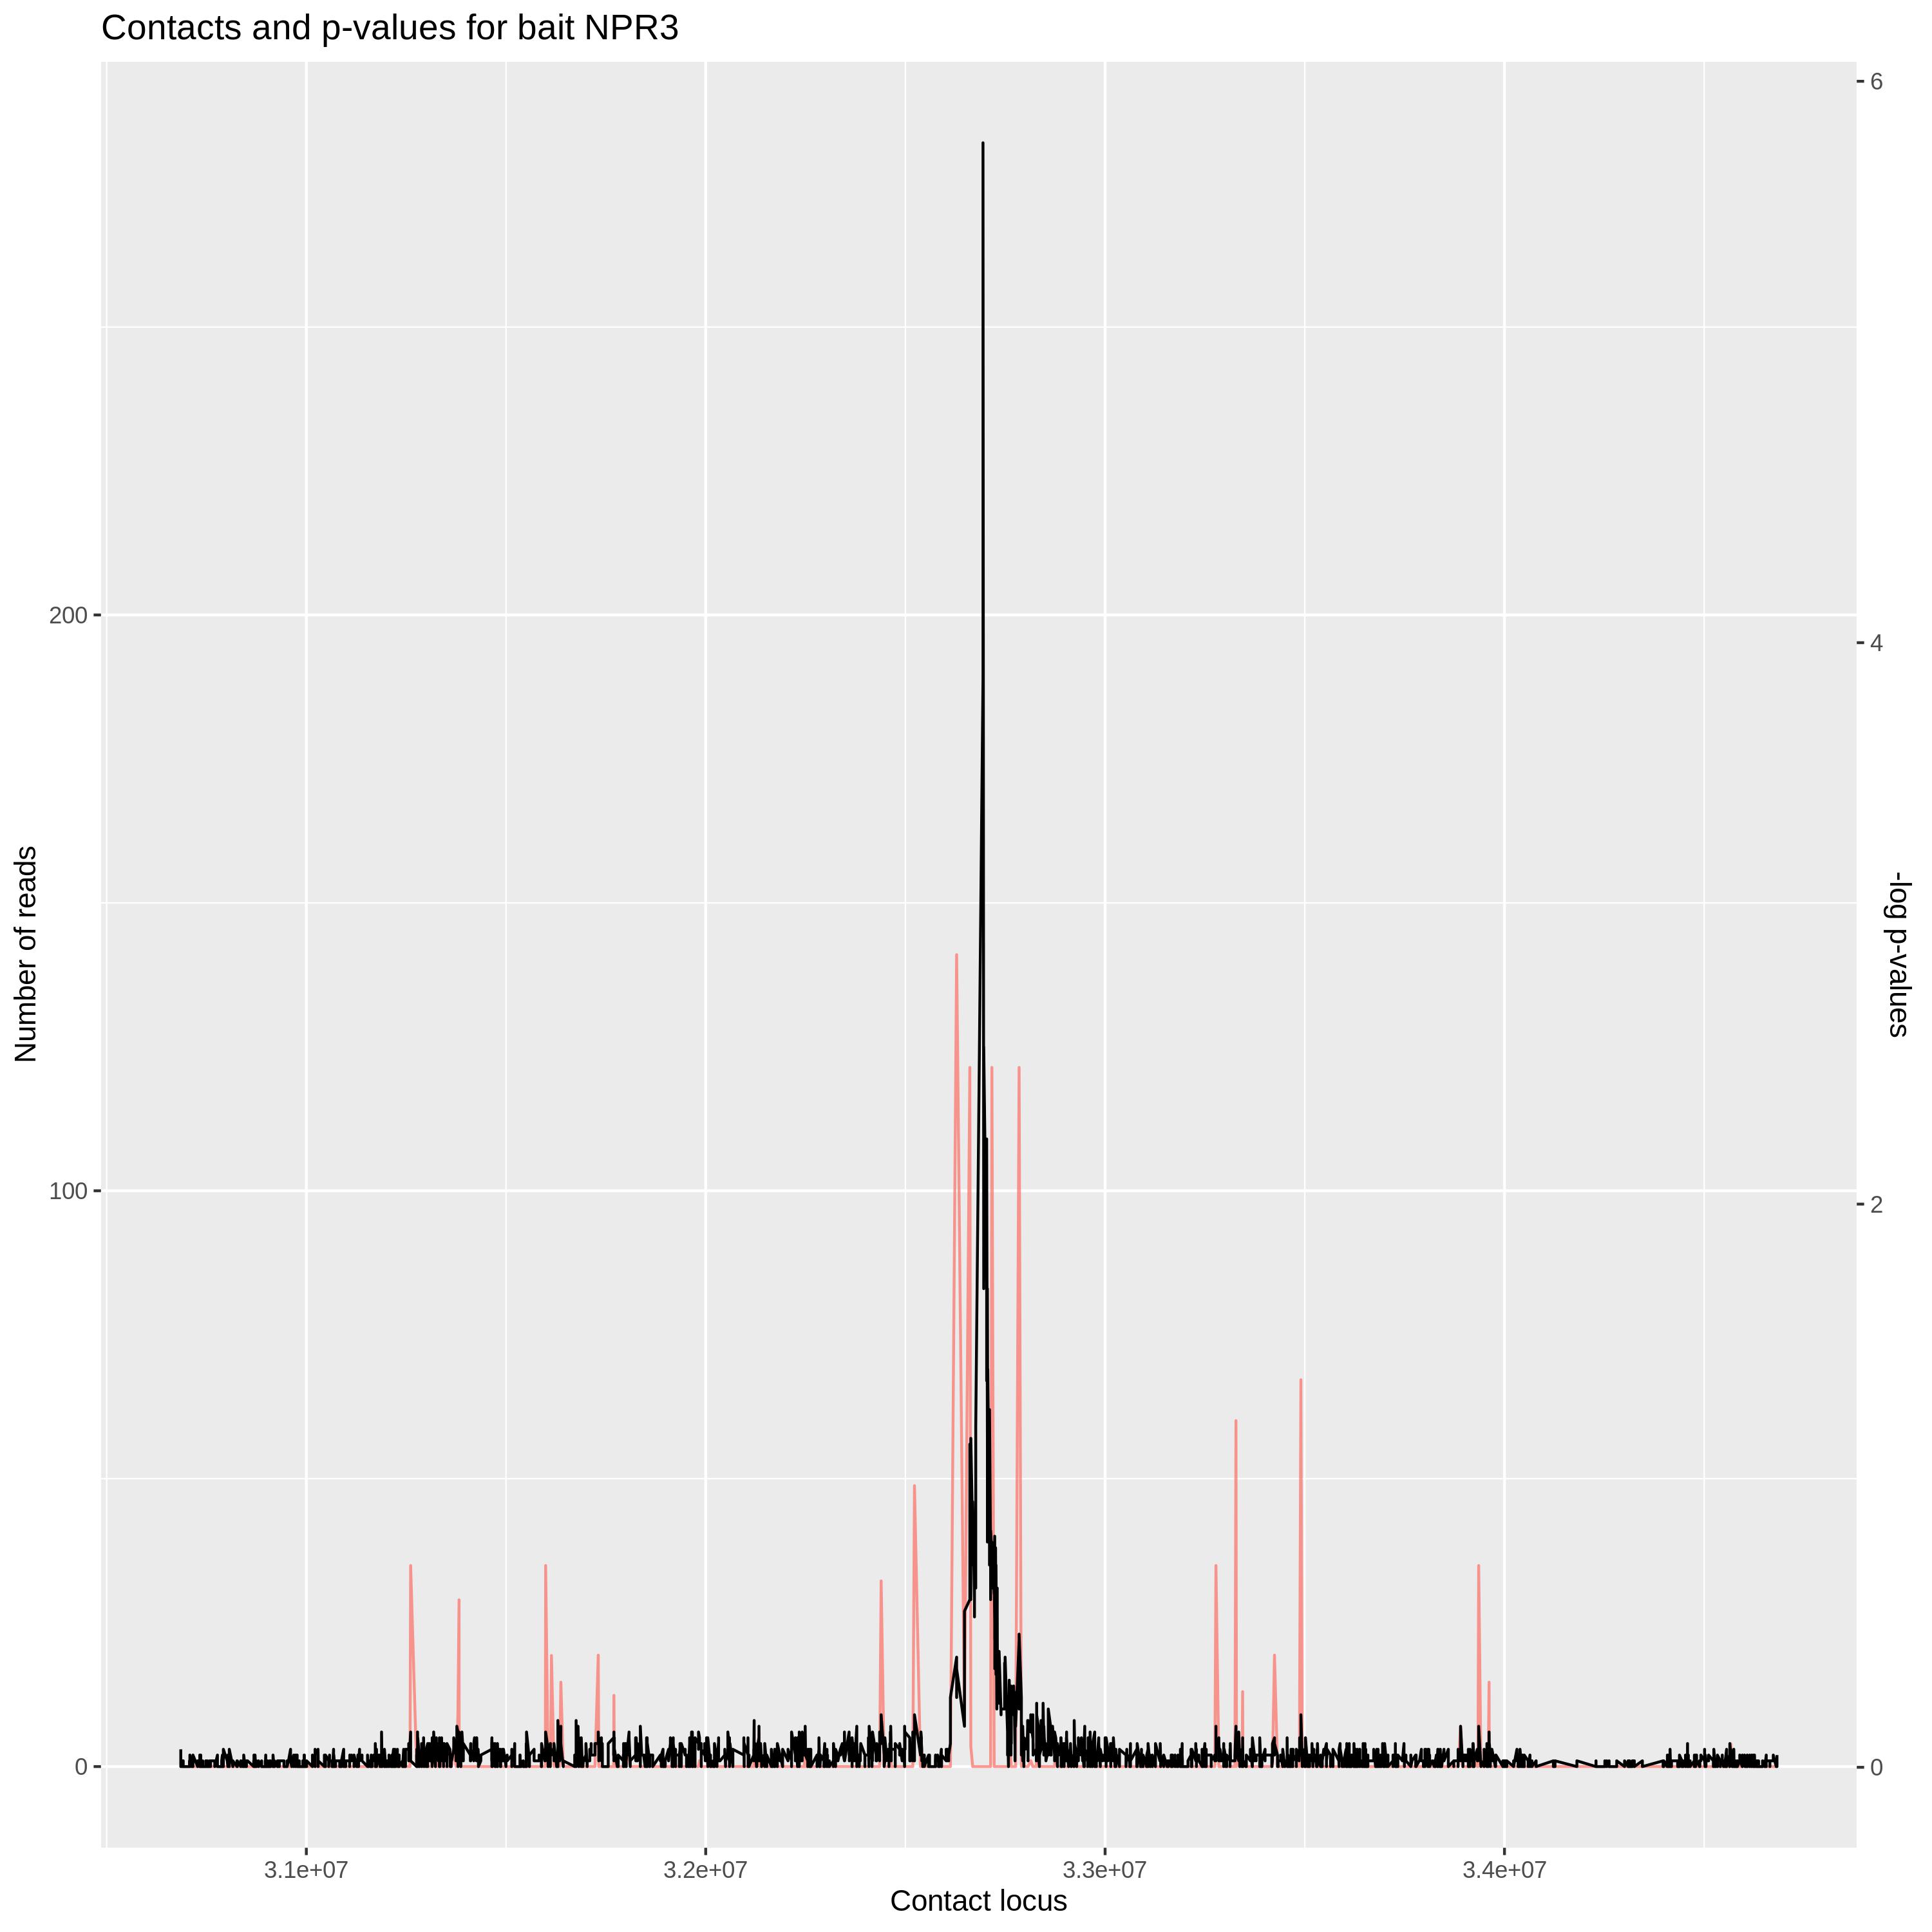 Contacts and p-values for bait NPR3
6
200
4
Number of reads
-log p-values
100
2
0
0
3.1e+07
3.2e+07
3.3e+07
3.4e+07
Contact locus